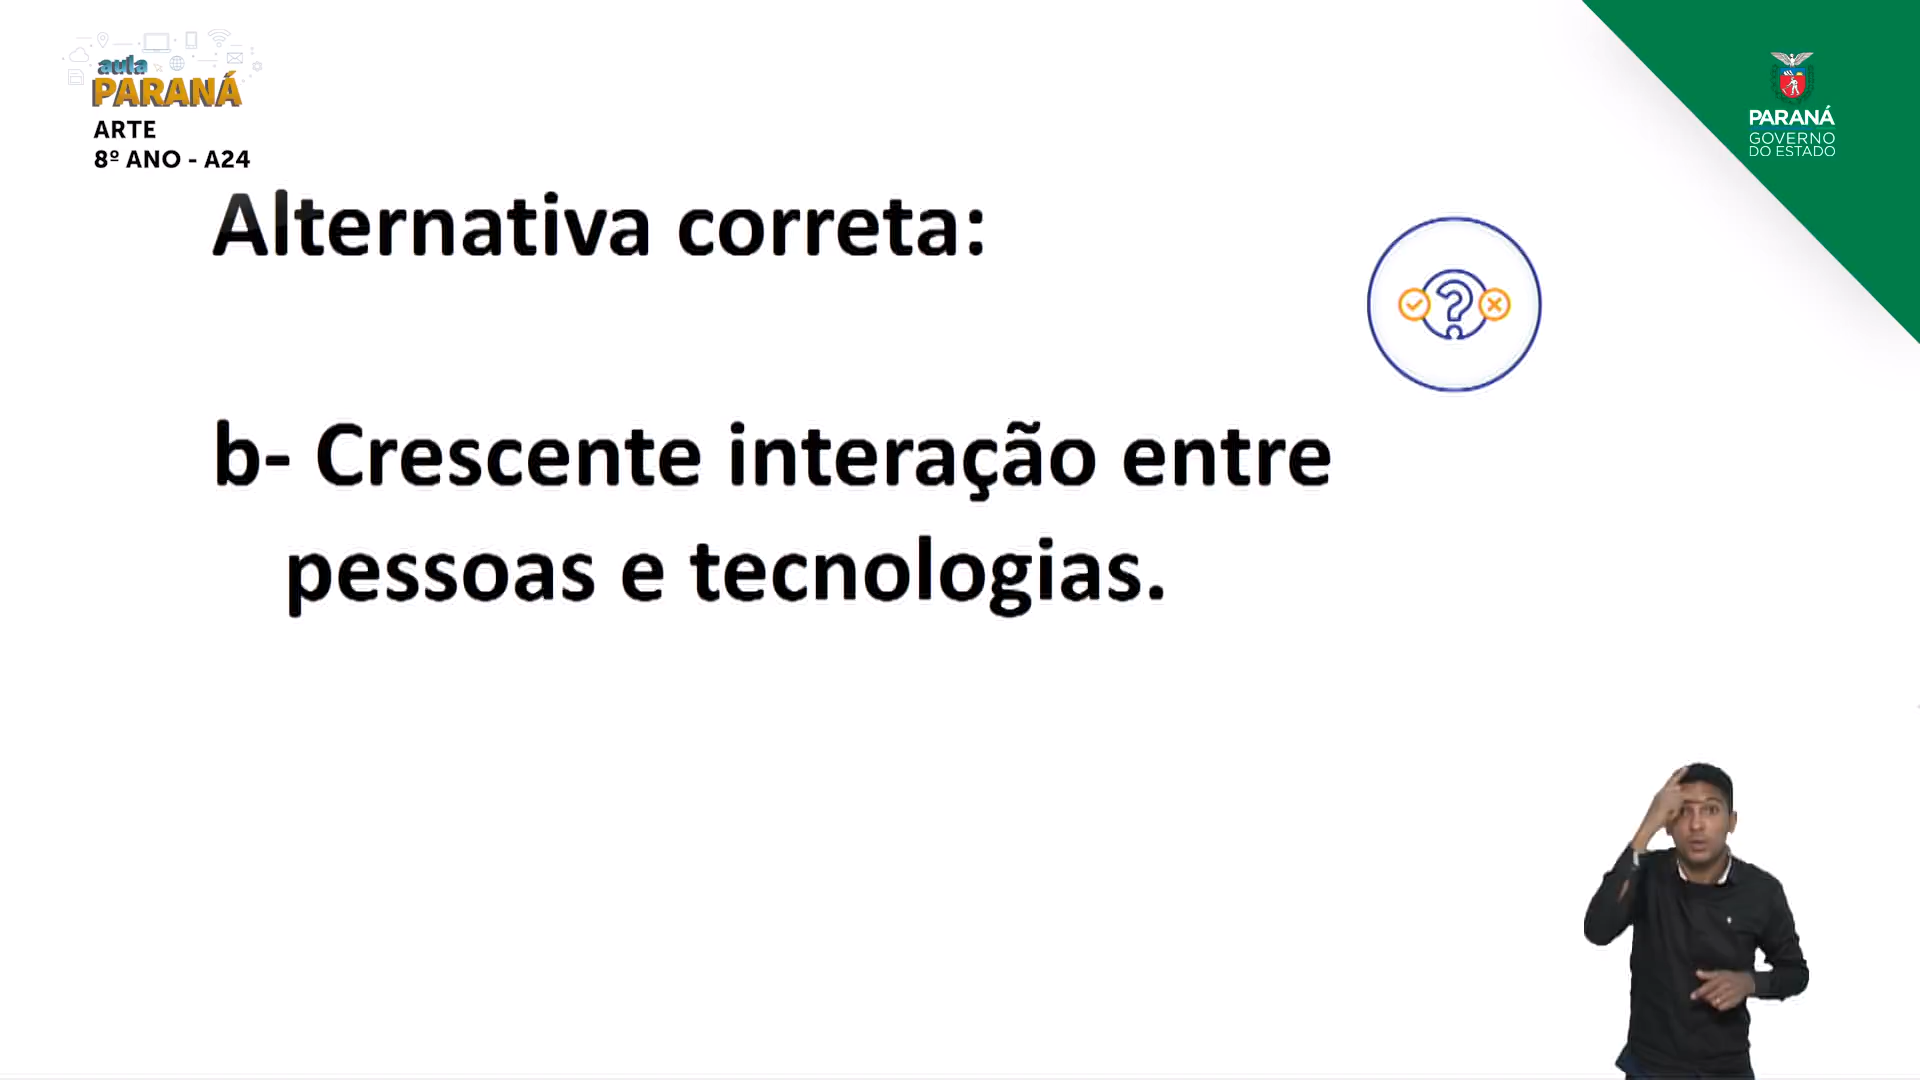 aula
PARANÁ
ARTE
8º ANO - A24
PARANÁ
GOVERNO
DO ESTADO
Alternativa correta:
b- Crescente interação entre
pessoas e tecnologias.